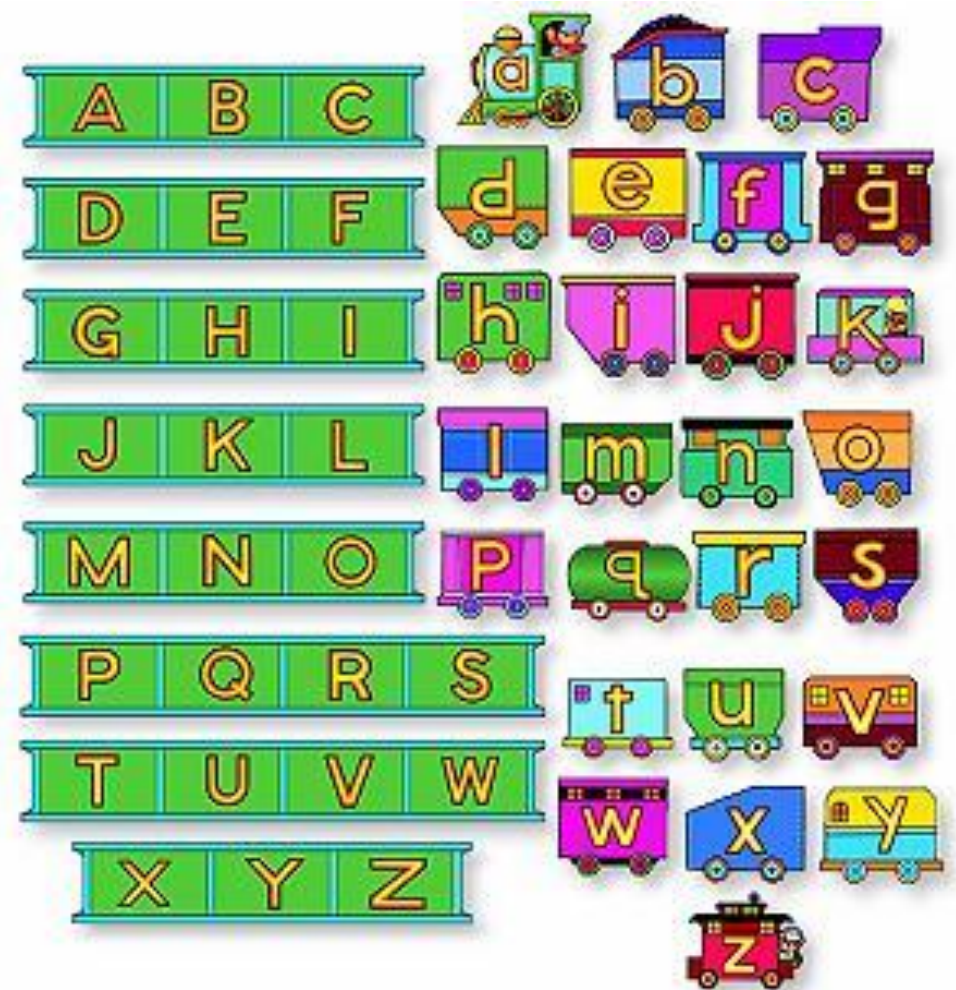 A B C
D E F
G H I
J K L
M N O
P Q R S
T U V W
X Y Z
a b c
d e f g
h i j k
l m n o
p q r s
t u v
w x y
z